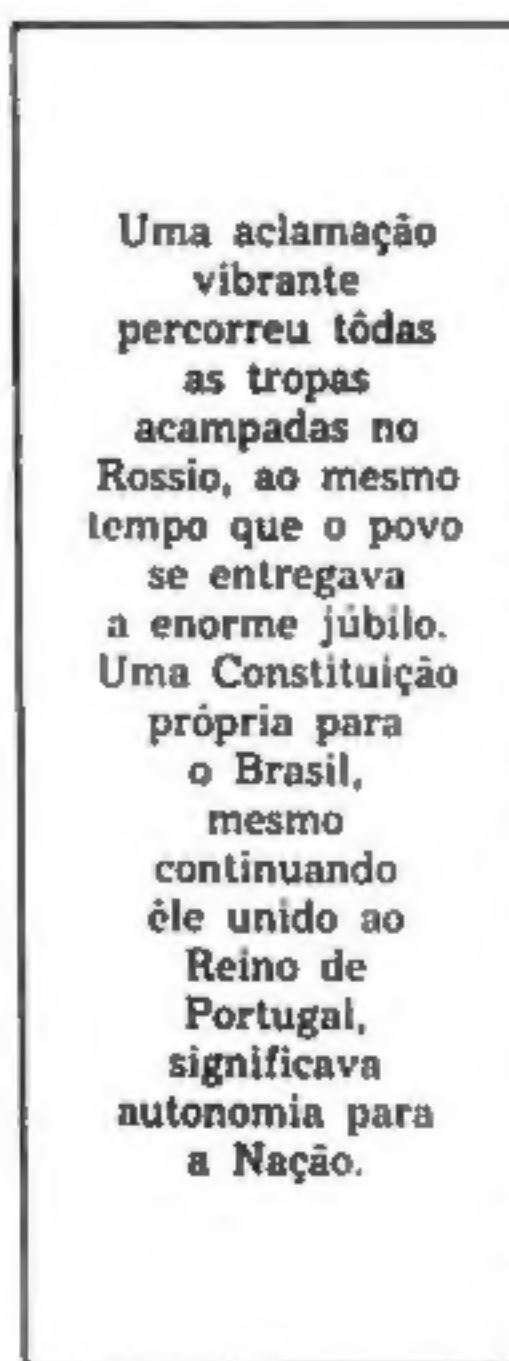 Uma aclamação
vibrante
percorreu tôdas
as tropas
acampadas no
Rossio, ao mesmo
tempo que o povo
se entregava
a enorme júbilo.
Uma Constituição
própria para
o Brasil,
mesmo
continuando
êle unido ao
Reino de
Portugal,
significava
autonomia para
a Nação.